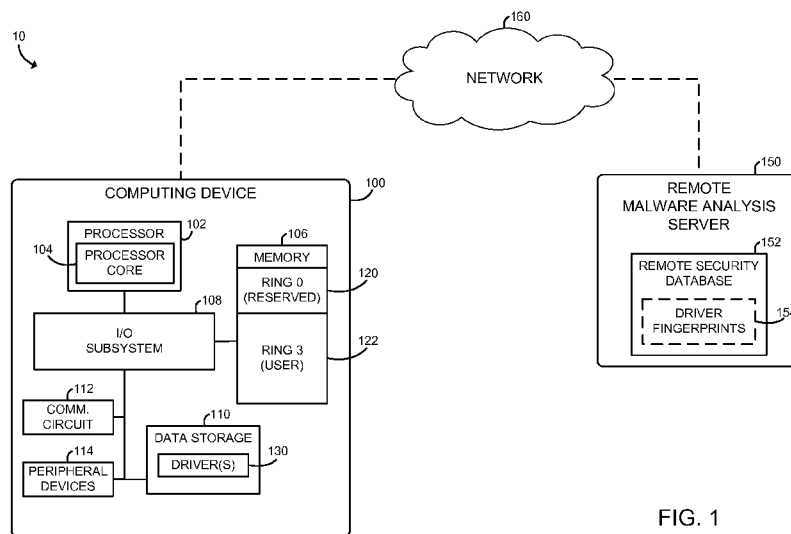 10
160
NETWORK
COMPUTING DEVICE
100
PROCESSOR
102
104
PROCESSOR
CORE
106
MEMORY
RING 0
(RESERVED)
120
108
I/O
SUBSYSTEM
RING 3
(USER)
122
112
COMM.
CIRCUIT
114
PERIPHERAL
DEVICES
110
DATA STORAGE
DRIVER(S)
130
150
REMOTE
MALWARE ANALYSIS
SERVER
152
REMOTE SECURITY
DATABASE
DRIVER
FINGERPRINTS
154
FIG. 1